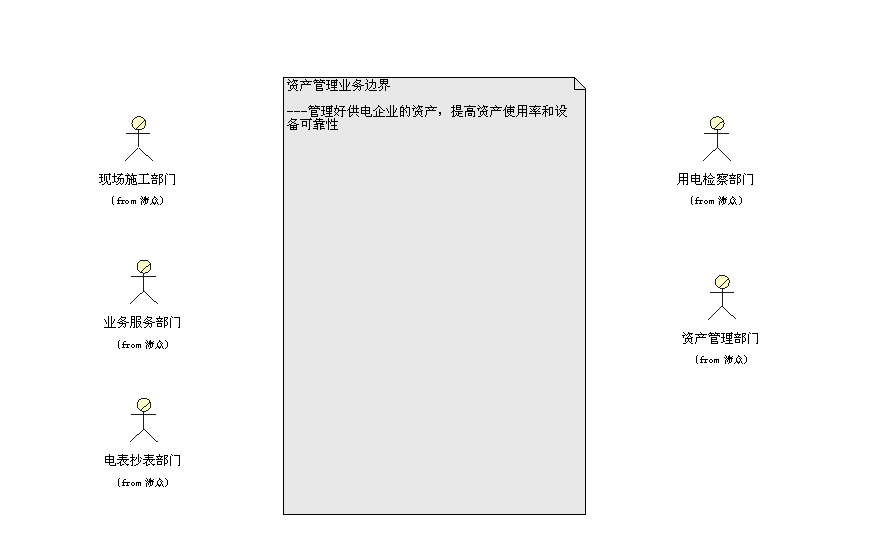 资产管理业务边界
---管理好供电企业的资产，提高资产使用率和设
备可靠性
现场施工部门
(from 涉众)
业务服务部门
(from 涉众)
电表抄表部门
(from 涉众)
用电检察部门
(from 涉众)
资产管理部门
(from 涉众)